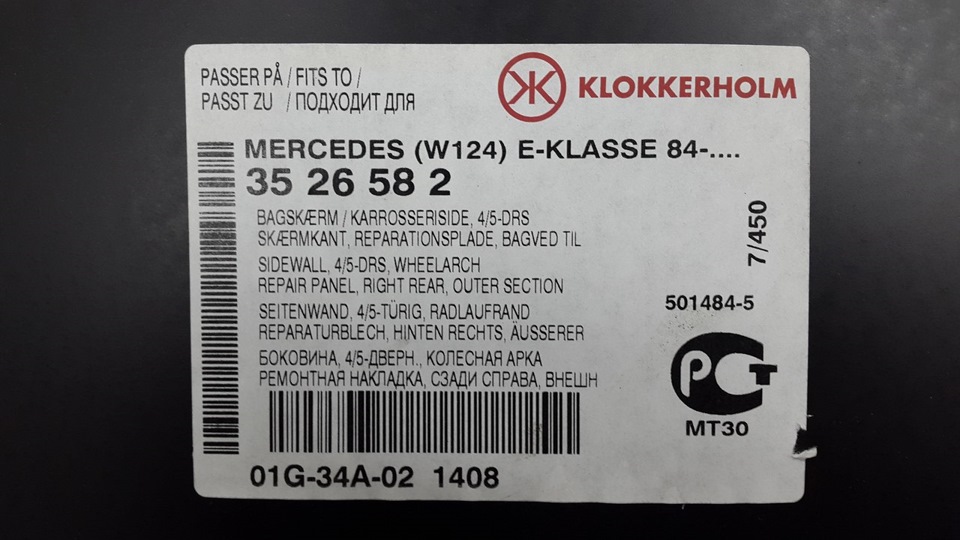 PASSER PÅ / FITS TO /
PASST ZU / ПОДХОДИТ ДЛЯ
KLOKKERHOLM
MERCEDES (W124) E-KLASSE 84-....
35 26 58 2
BAGSKÆRM / KARROSSERISIDE, 4/5-DRS
SKÆRMKANT, REPARATIONSPLADE, BAGVED TIL
SIDEWALL, 4/5-DRS, WHEELARCH
REPAIR PANEL, RIGHT REAR, OUTER SECTION
SEITENWAND, 4/5-TÜRIG, RADLAUFRAND
REPARATURBLECH, HINTEN RECHTS, ÄUSSERER
БОКОВИНА, 4/5-ДВЕРН., КОЛЕСНАЯ АРКА
РЕМОНТНАЯ НАКЛАДКА, СЗАДИ СПРАВА, ВНЕШН
7/450
501484-5
РСТ
МТ30
01G-34A-02 1408